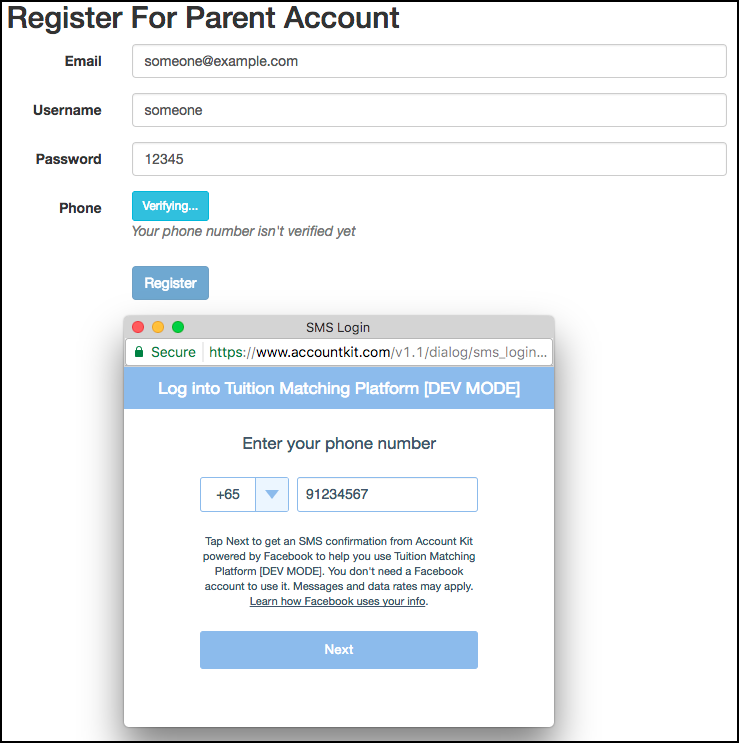 Register For Parent Account
Email someone@example.com
Username someone
Password 12345
Phone Verifying...
Your phone number isn't verified yet
Register
SMS Login
Secure https://www.accountkit.com/v1.1/dialog/sms_login...
Log into Tuition Matching Platform [DEV MODE]
Enter your phone number
+65 91234567
Tap Next to get an SMS confirmation from Account Kit
powered by Facebook to help you use Tuition Matching
Platform [DEV MODE]. You don't need a Facebook
account to use it. Messages and data rates may apply.
Learn how Facebook uses your info.
Next